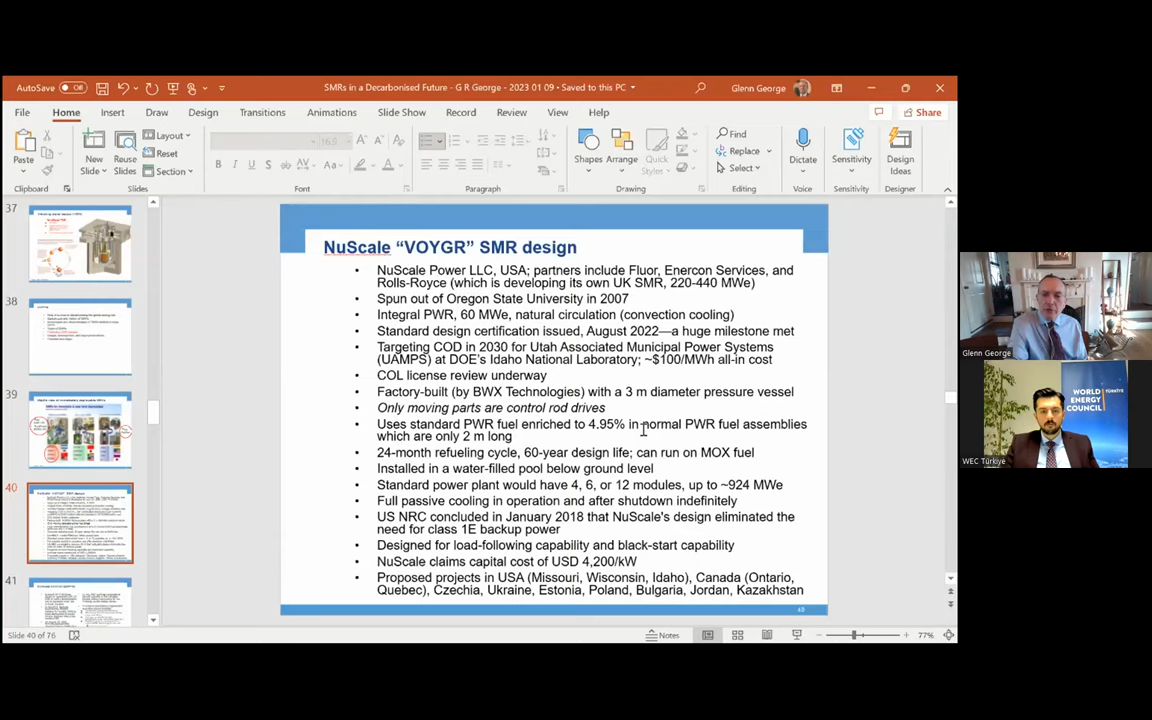 AutoSave Off
SMRs in a Decarbonised Future - G R George - 2023 01 09 • Saved to this PC
Glenn George
File Home Insert Draw Design Transitions Animations Slide Show Record Review View Help Share
Paste
New Slide
Reuse Slides
Layout
Reset
Section
Shapes
Arrange
Quick Styles
Find
Replace
Select
Dictate
Sensitivity
Design Ideas
Clipboard Slides Font Paragraph Drawing Editing Voice Sensitivity Designer
37
38
39
40
41
NuScale “VOYGR” SMR design
• NuScale Power LLC, USA; partners include Fluor, Enercon Services, and
Rolls-Royce (which is developing its own UK SMR, 220-440 MWe)
• Spun out of Oregon State University in 2007
• Integral PWR, 60 MWe, natural circulation (convection cooling)
• Standard design certification issued, August 2022—a huge milestone met
• Targeting COD in 2030 for Utah Associated Municipal Power Systems
(UAMPS) at DOE's Idaho National Laboratory; ~$100/MWh all-in cost
• COL license review underway
• Factory-built (by BWX Technologies) with a 3 m diameter pressure vessel
• Only moving parts are control rod drives
• Uses standard PWR fuel enriched to 4.95% in normal PWR fuel assemblies
which are only 2 m long
• 24-month refueling cycle, 60-year design life; can run on MOX fuel
• Installed in a water-filled pool below ground level
• Standard power plant would have 4, 6, or 12 modules, up to ~924 MWe
• Full passive cooling in operation and after shutdown indefinitely
• US NRC concluded in January 2018 that NuScale's design eliminated the
need for class 1E backup power
• Designed for load-following capability and black-start capability
• NuScale claims capital cost of USD 4,200/kW
• Proposed projects in USA (Missouri, Wisconsin, Idaho), Canada (Ontario,
Quebec), Czechia, Ukraine, Estonia, Poland, Bulgaria, Jordan, Kazakhstan
Slide 40 of 76
Notes
77%
Glenn George
WORLD
ENERGY
COUNCIL
TÜRKİYE
WEC Türkiye